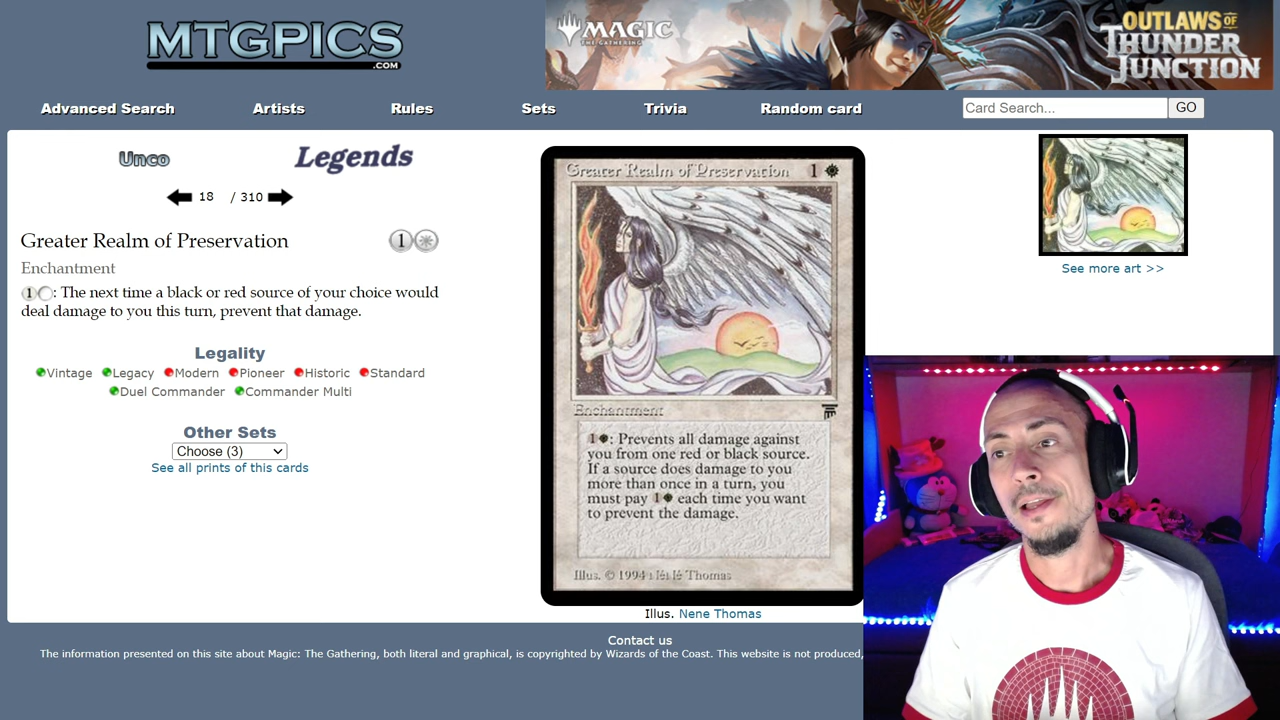 MTGPICS
.COM
MAGIC
THE GATHERING
OUTLAWS OF
THUNDER
JUNCTION
Advanced Search Artists Rules Sets Trivia Random card Card Search... GO
Unco Legends
18 / 310
Greater Realm of Preservation 1
Enchantment
1 : The next time a black or red source of your choice would
deal damage to you this turn, prevent that damage.
Legality
Vintage Legacy Modern Pioneer Historic Standard
Duel Commander Commander Multi
Other Sets
Choose (3)
See all prints of this cards
Greater Realm of Preservation 1
Enchantment
1 : Prevents all damage against
you from one red or black source.
If a source does damage to you
more than once in a turn, you
must pay 1 each time you want
to prevent the damage.
Illus. © 1994 Né Né Thomas
Illus. Nene Thomas
See more art >>
Contact us
The information presented on this site about Magic: The Gathering, both literal and graphical, is copyrighted by Wizards of the Coast. This website is not produced,